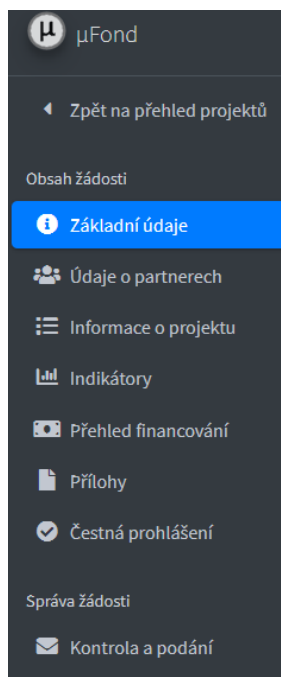 µ µFond
Zpět na přehled projektů
Obsah žádosti
Základní údaje
Údaje o partnerech
Informace o projektu
Indikátory
Přehled financování
Přílohy
Čestná prohlášení
Správa žádosti
Kontrola a podání